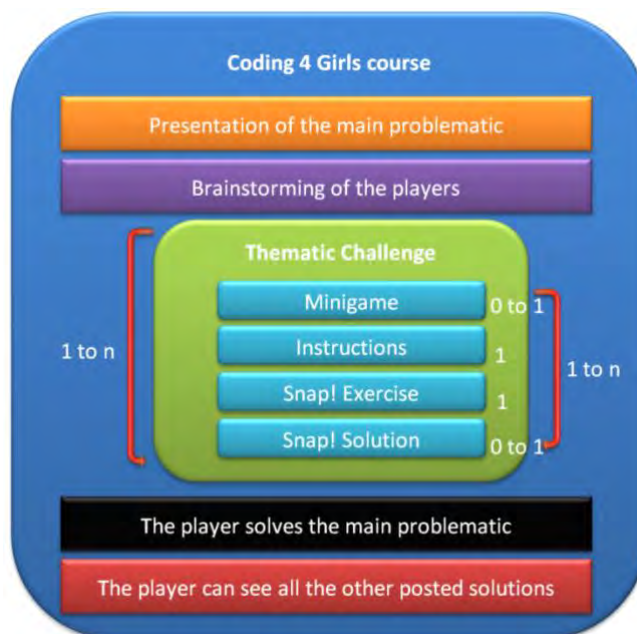 Coding 4 Girls course
Presentation of the main problematic
Brainstorming of the players
Thematic Challenge
Minigame
0 to 1
Instructions
1
1 to n
1 to n
Snap! Exercise
1
Snap! Solution
0 to 1
The player solves the main problematic
The player can see all the other posted solutions